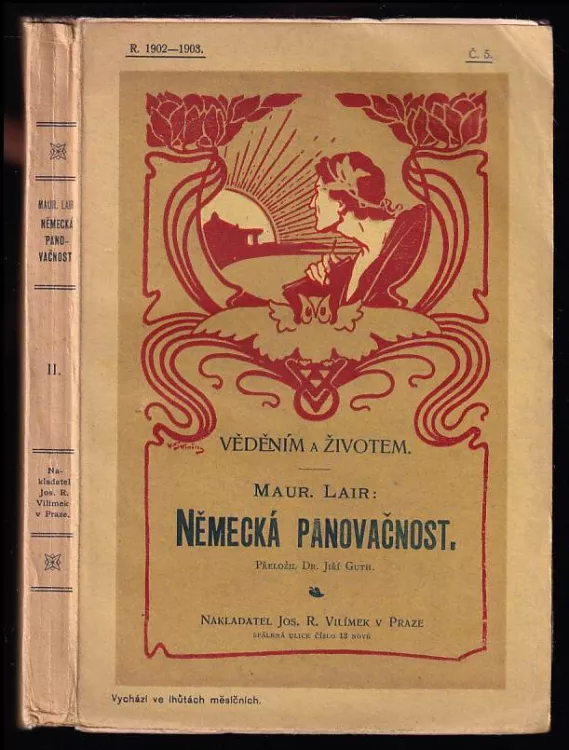 R. 1902—1903.
Č. 5.
VĚDĚNÍM A ŽIVOTEM.
MAUR. LAIR:
NĚMECKÁ PANOVAČNOST.
PŘELOŽIL DR. JIŘÍ GUTH.
NAKLADATEL JOS. R. VILÍMEK V PRAZE
SPÁLENÁ ULICE ČÍSLO 13 NOVÉ
Vychází ve lhůtách měsíčních.
MAUR. LAIR
NĚMECKÁ
PANO-
VAČNOST
II.
Na-
kladatel
Jos. R.
Vilímek
v Praze.